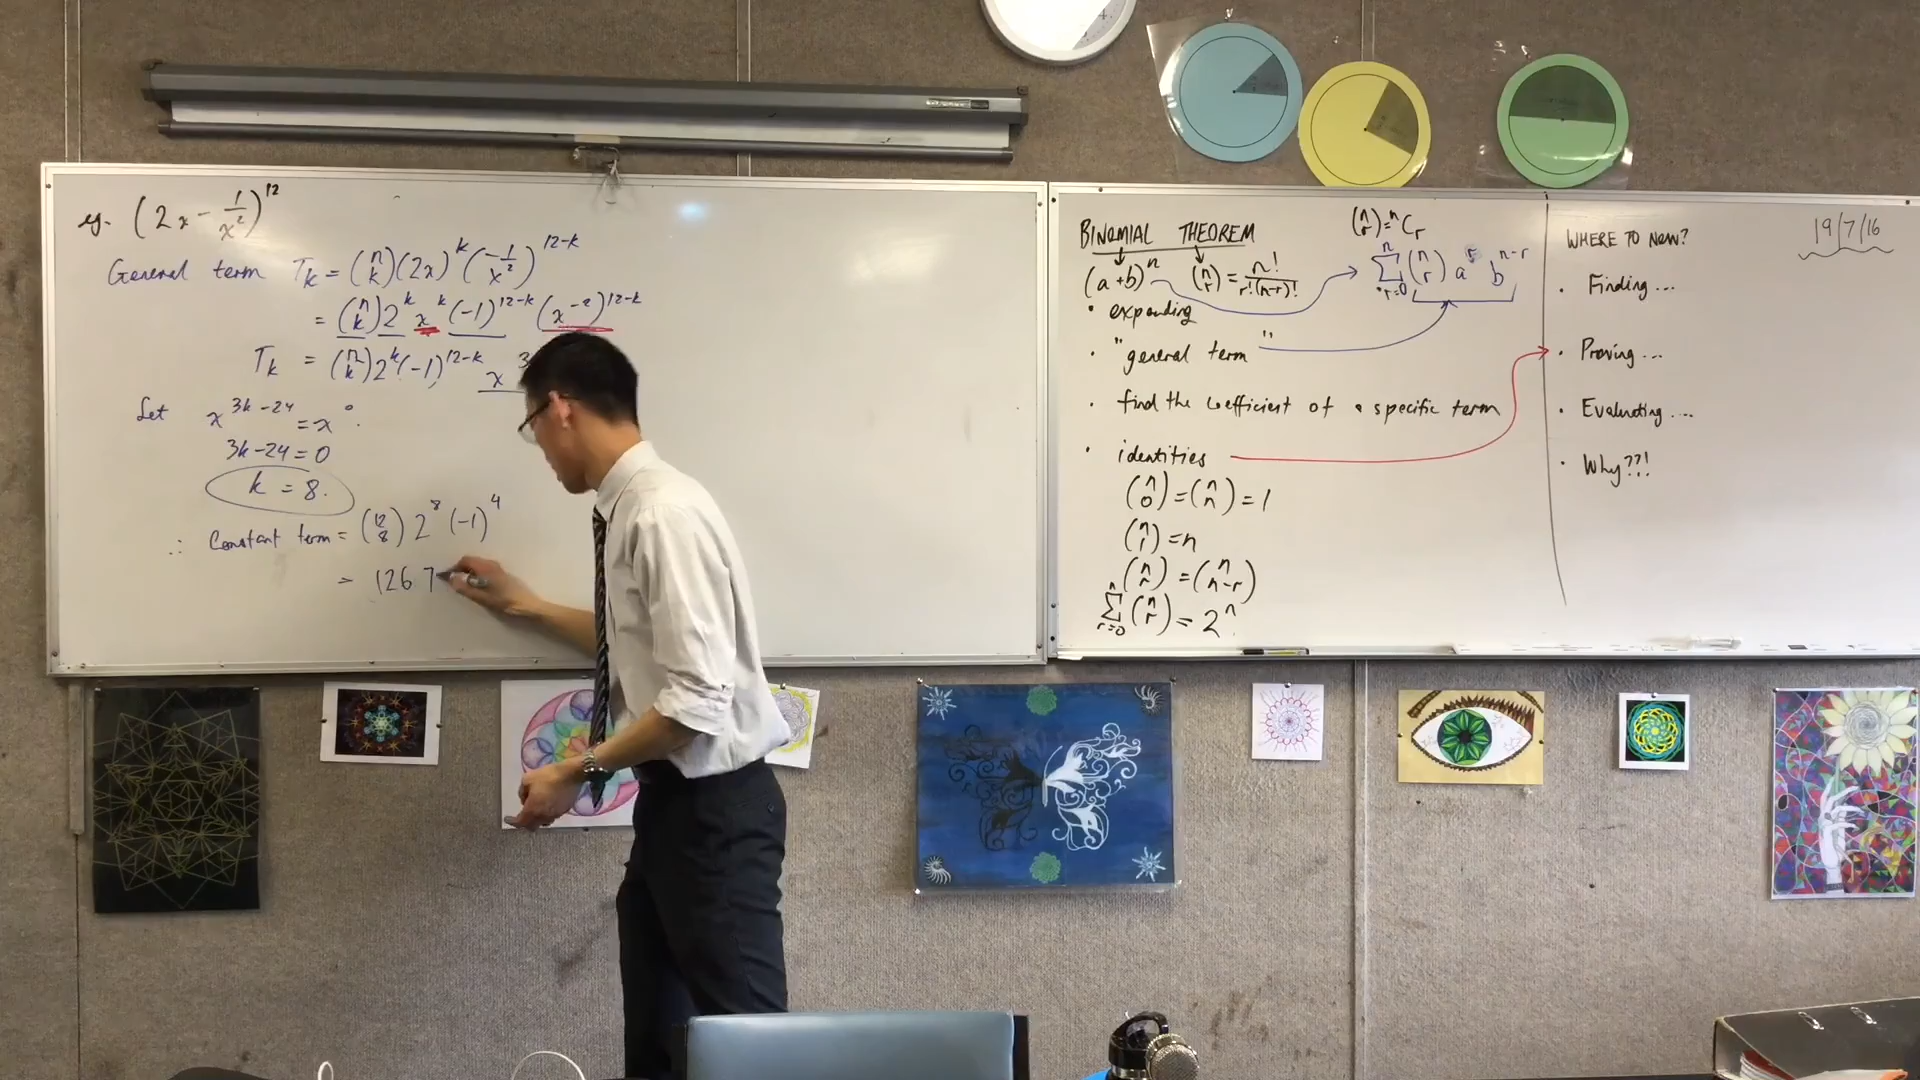 eg. (2x - 1/x²)^12
General term T_k = (n k)(2x)^k (-1/x²)^12-k
= (n k) 2^k x^k (-1)^12-k (x^-2)^12-k
T_k = (n k) 2^k (-1)^12-k x^3
Let x^3k-24 = x^0.
3k-24=0
k = 8.
∴ Constant term = (12 8) 2^8 (-1)^4
= 1267
BINOMIAL THEOREM
(n r) = ^nC_r
(a+b)^n (n r) = n!/r!(n-r)! Σ r=0 n (n r) a^r b^n-r
• expanding
• "general term"
• find the coefficient of a specific term
• identities
(n 0) = (n n) = 1
(n 1) = n
(n r) = (n n-r)
Σ r=0 n (n r) = 2^n
WHERE TO NOW?
• Finding...
• Proving...
• Evaluating....
• Why??!
19/7/16